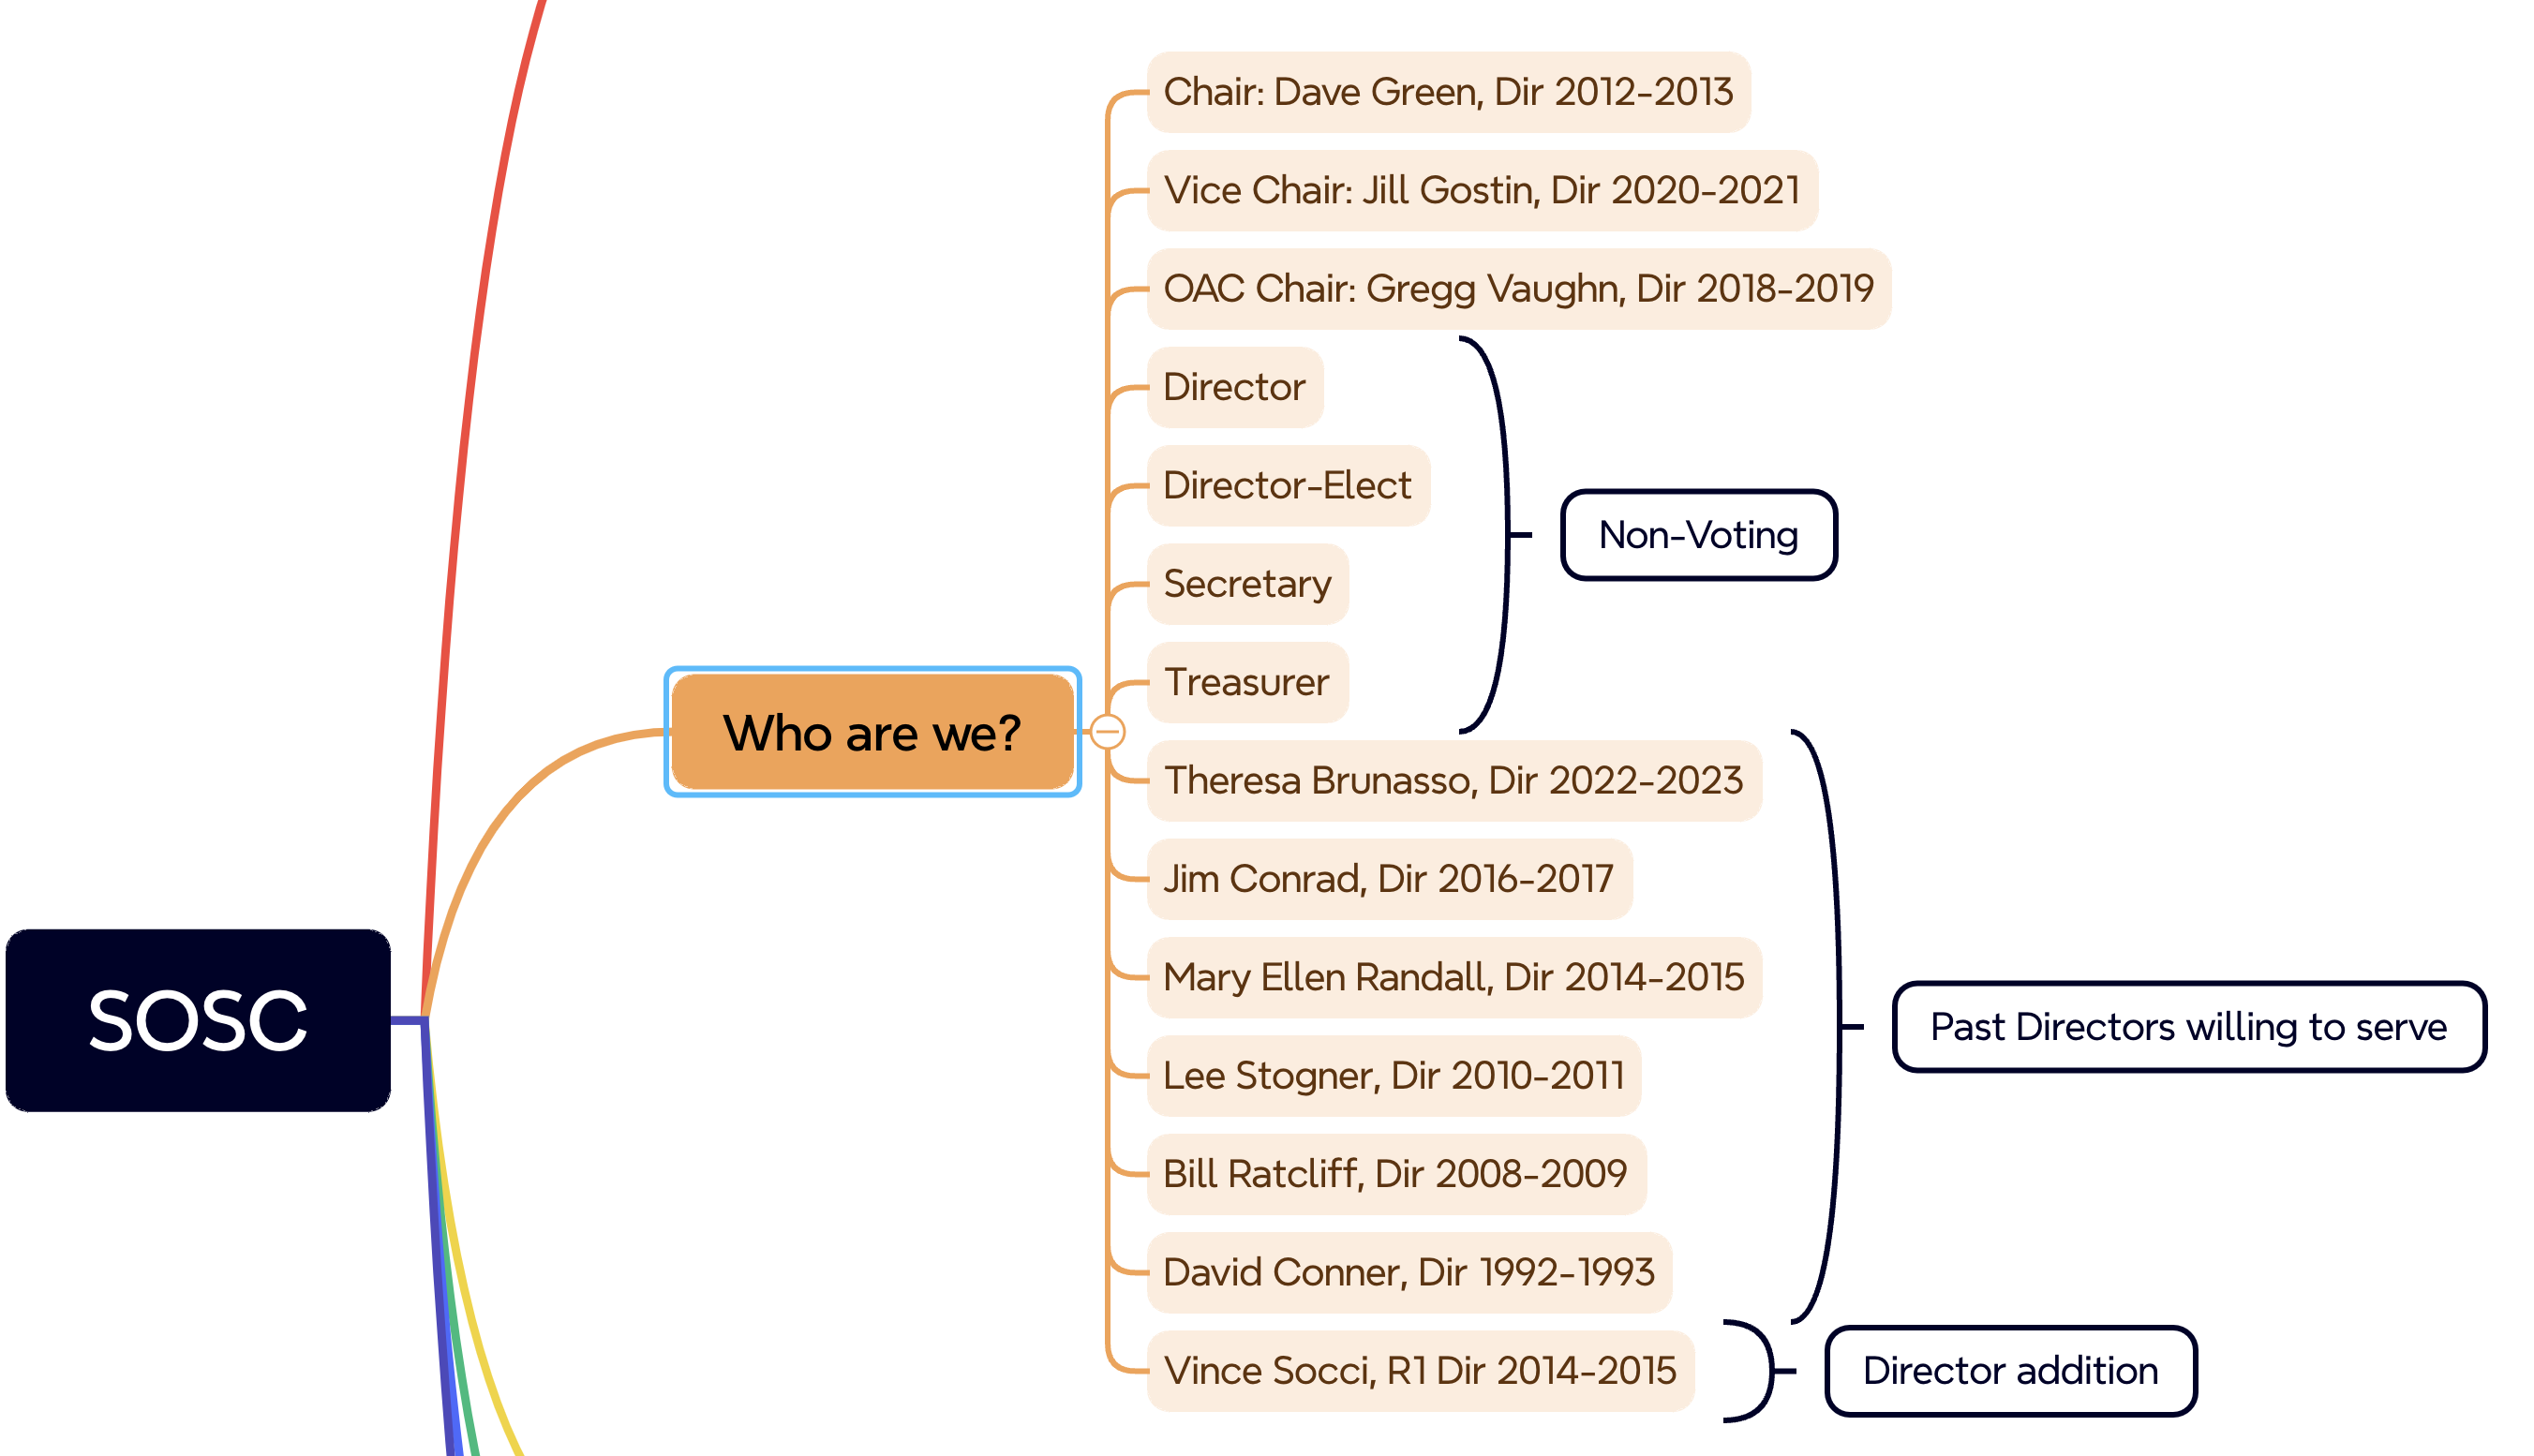 Chair: Dave Green, Dir 2012-2013
Vice Chair: Jill Gostin, Dir 2020-2021
OAC Chair: Gregg Vaughn, Dir 2018-2019
Director
Director-Elect
Non-Voting
Secretary
Treasurer
Who are we?
Theresa Brunasso, Dir 2022-2023
Jim Conrad, Dir 2016-2017
Mary Ellen Randall, Dir 2014-2015
SOSC
Past Directors willing to serve
Lee Stogner, Dir 2010-2011
Bill Ratcliff, Dir 2008-2009
David Conner, Dir 1992-1993
Vince Socci, R1 Dir 2014-2015
Director addition